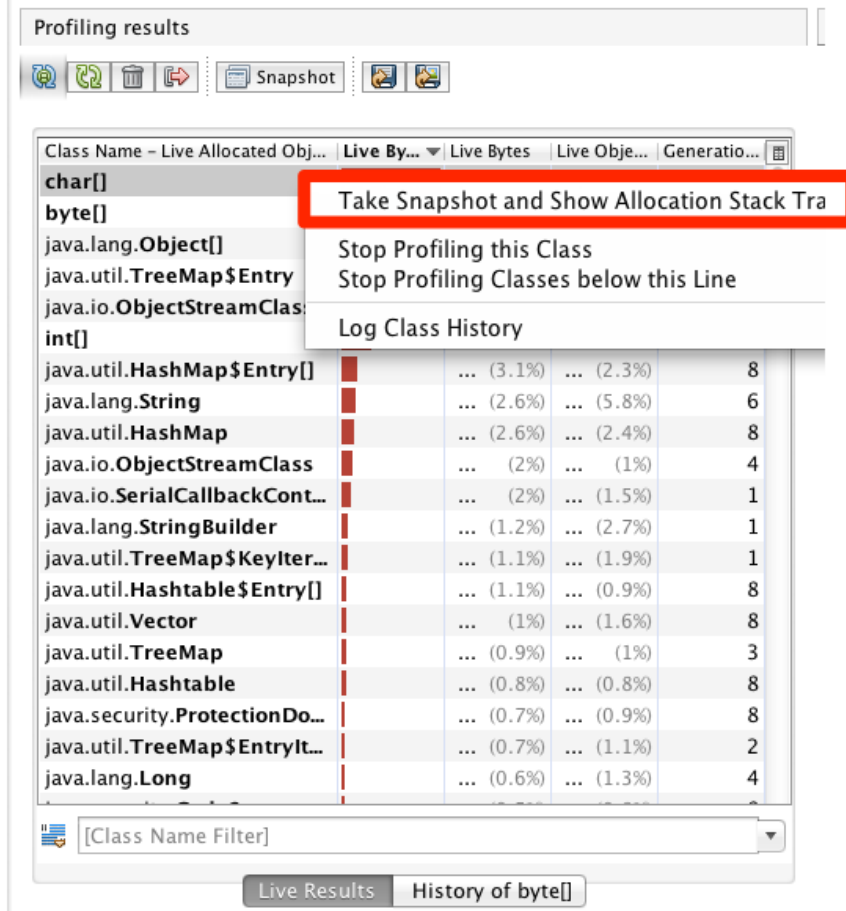 Profiling results
Snapshot
Class Name – Live Allocated Obj... Live By... Live Bytes Live Obje... Generatio...
char[]
Take Snapshot and Show Allocation Stack Tra
byte[]
java.lang.Object[]
Stop Profiling this Class
java.util.TreeMap$Entry
Stop Profiling Classes below this Line
java.io.ObjectStreamClas
int[]
Log Class History
java.util.HashMap$Entry[] ... (3.1%) ... (2.3%) 8
java.lang.String ... (2.6%) ... (5.8%) 6
java.util.HashMap ... (2.6%) ... (2.4%) 8
java.io.ObjectStreamClass ... (2%) ... (1%) 4
java.io.SerialCallbackCont... ... (2%) ... (1.5%) 1
java.lang.StringBuilder ... (1.2%) ... (2.7%) 1
java.util.TreeMap$KeyIter... ... (1.1%) ... (1.9%) 1
java.util.Hashtable$Entry[] ... (1.1%) ... (0.9%) 8
java.util.Vector ... (1%) ... (1.6%) 8
java.util.TreeMap ... (0.9%) ... (1%) 3
java.util.Hashtable ... (0.8%) ... (0.8%) 8
java.security.ProtectionDo... ... (0.7%) ... (0.9%) 8
java.util.TreeMap$EntryIt... ... (0.7%) ... (1.1%) 2
java.lang.Long ... (0.6%) ... (1.3%) 4
[Class Name Filter]
Live Results History of byte[]